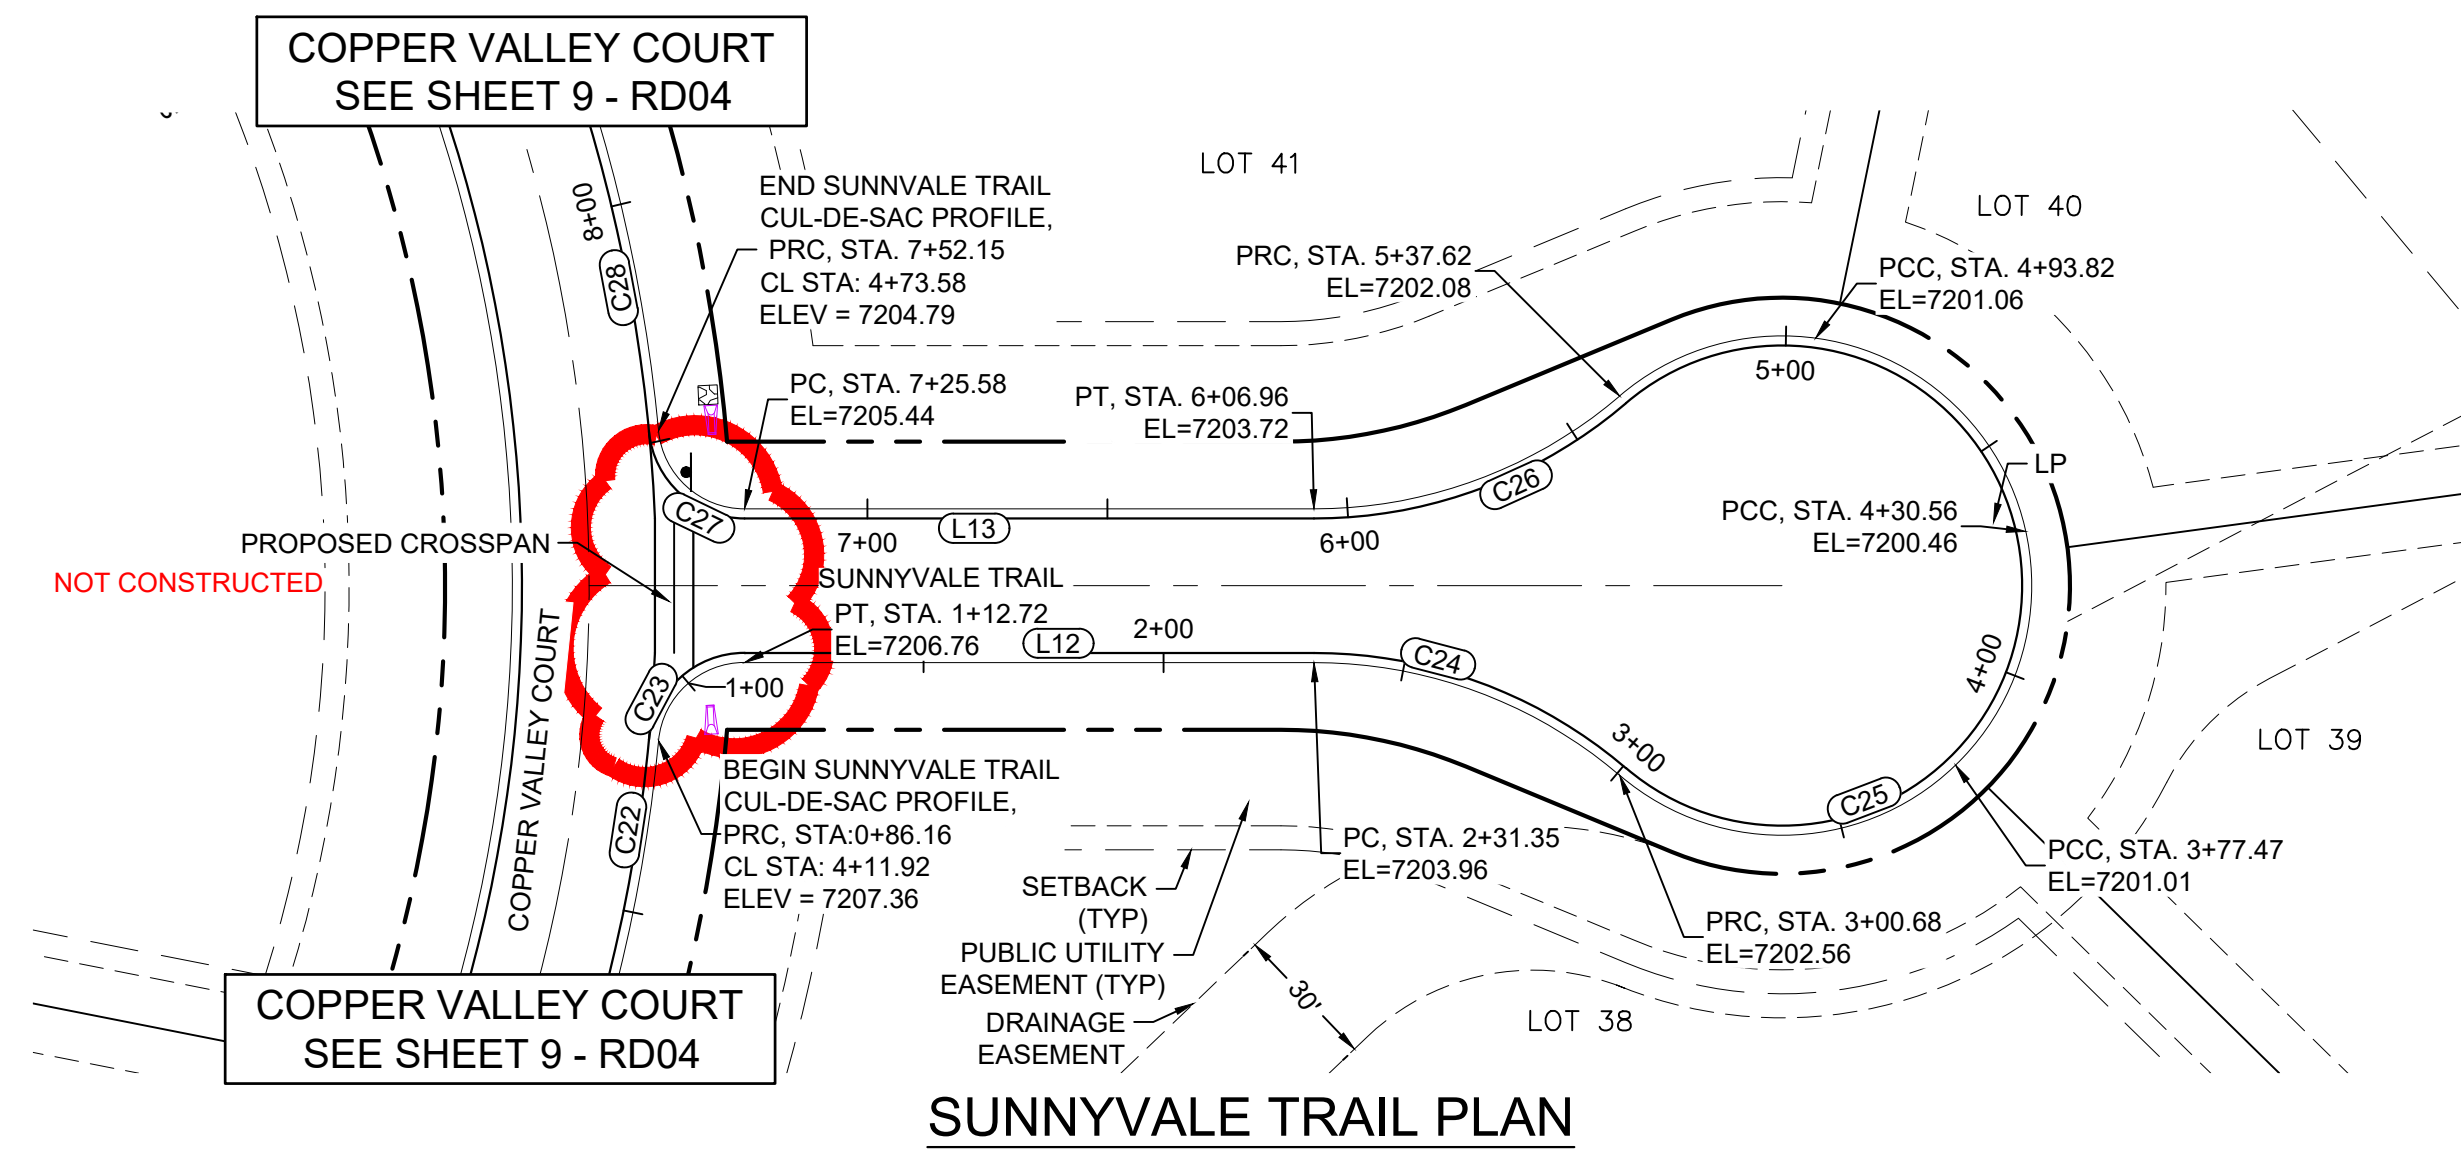 COPPER VALLEY COURT
SEE SHEET 9 - RD04
LOT 41
LOT 40
END SUNNVALE TRAIL
CUL-DE-SAC PROFILE,
PRC, STA. 7+52.15
CL STA: 4+73.58
ELEV = 7204.79
8+00
C28
PRC, STA. 5+37.62
EL=7202.08
PCC, STA. 4+93.82
EL=7201.06
5+00
PC, STA. 7+25.58
EL=7205.44
PT, STA. 6+06.96
EL=7203.72
LP
C26
C27
L13
7+00
6+00
PCC, STA. 4+30.56
EL=7200.46
PROPOSED CROSSPAN
NOT CONSTRUCTED
SUNNYVALE TRAIL
PT, STA. 1+12.72
EL=7206.76
L12
2+00
C24
4+00
COPPER VALLEY COURT
C23
1+00
3+00
LOT 39
BEGIN SUNNYVALE TRAIL
CUL-DE-SAC PROFILE,
PRC, STA:0+86.16
CL STA: 4+11.92
ELEV = 7207.36
C22
C25
PC, STA. 2+31.35
EL=7203.96
PCC, STA. 3+77.47
EL=7201.01
SETBACK
(TYP)
PUBLIC UTILITY
EASEMENT (TYP)
DRAINAGE
EASEMENT
30'
PRC, STA. 3+00.68
EL=7202.56
LOT 38
COPPER VALLEY COURT
SEE SHEET 9 - RD04
SUNNYVALE TRAIL PLAN